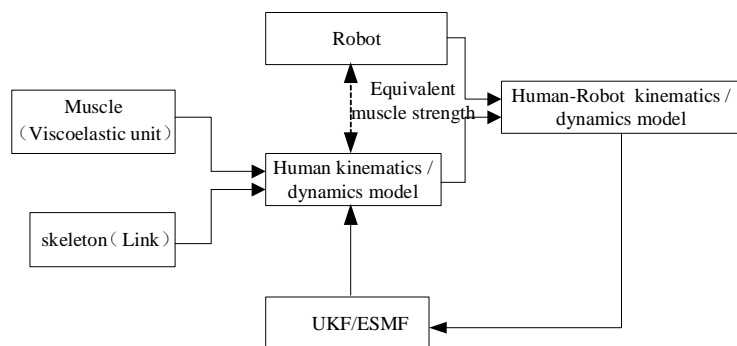 Robot
Equivalent
muscle strength
Muscle
（Viscoelastic unit）
Human-Robot kinematics /
dynamics model
Human kinematics /
dynamics model
skeleton（Link）
UKF/ESMF